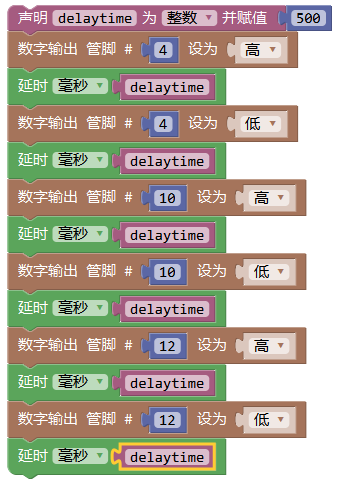 声明 delaytime 为 整数 并赋值 500
数字输出 管脚 # 4 设为 高
延时 毫秒 delaytime
数字输出 管脚 # 4 设为 低
延时 毫秒 delaytime
数字输出 管脚 # 10 设为 高
延时 毫秒 delaytime
数字输出 管脚 # 10 设为 低
延时 毫秒 delaytime
数字输出 管脚 # 12 设为 高
延时 毫秒 delaytime
数字输出 管脚 # 12 设为 低
延时 毫秒 delaytime